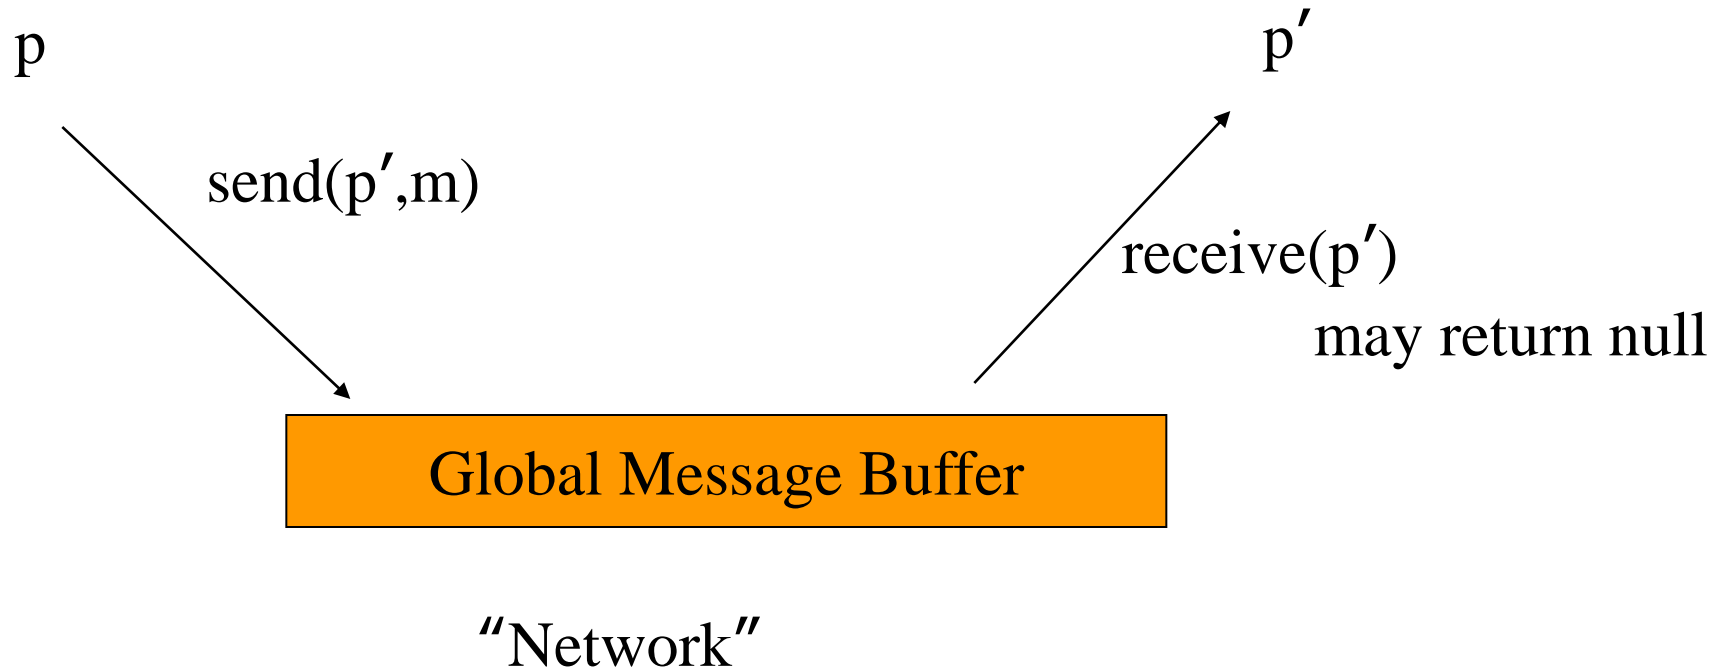 p
p′
send(p′,m)
receive(p′)
may return null
Global Message Buffer
“Network”